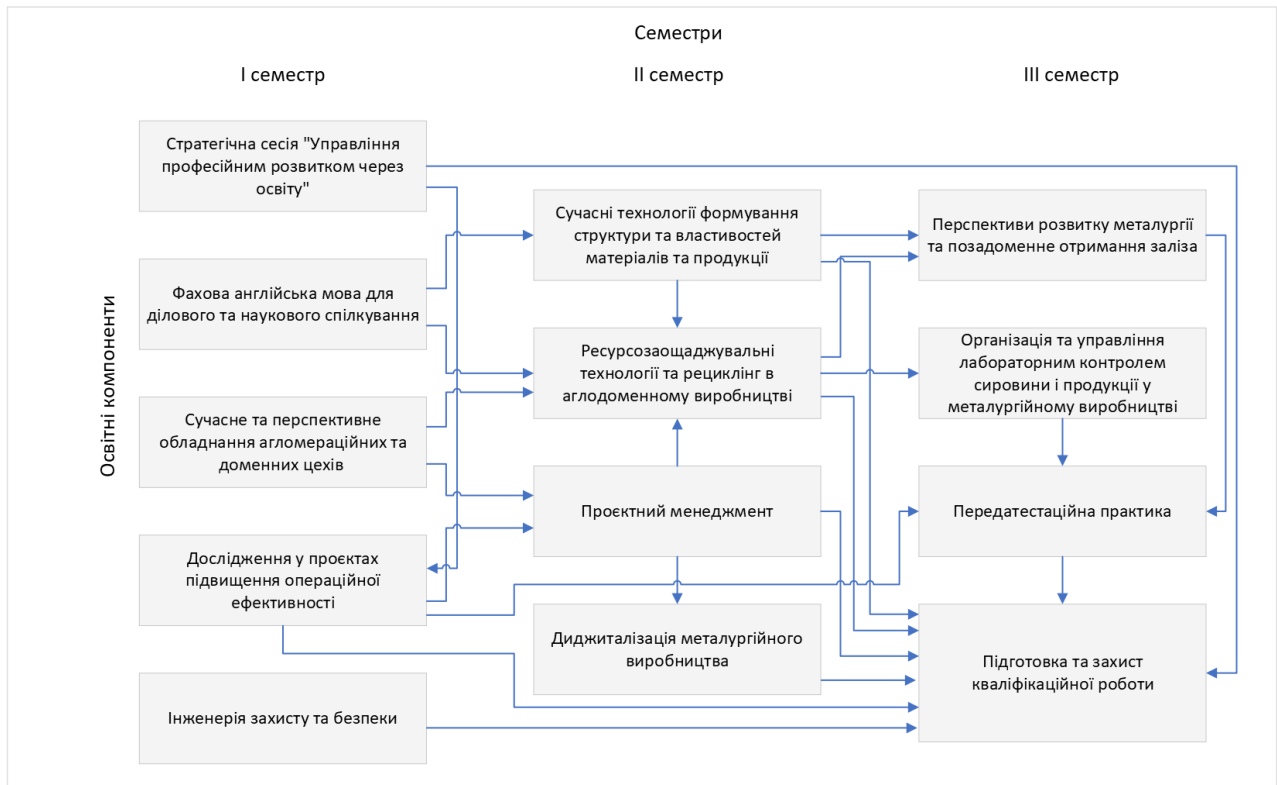 Семестри
І семестр
ІІ семестр
ІІІ семестр
Освітні компоненти
Стратегічна сесія "Управління
професійним розвитком через
освіту"
Фахова англійська мова для
ділового та наукового спілкування
Сучасне та перспективне
обладнання агломераційних та
доменних цехів
Дослідження у проєктах
підвищення операційної
ефективності
Інженерія захисту та безпеки
Сучасні технології формування
структури та властивостей
матеріалів та продукції
Ресурсозаощаджувальні
технології та рециклінг в
аглодоменному виробництві
Проєктний менеджмент
Диджиталізація металургійного
виробництва
Перспективи розвитку металургії
та позадоменне отримання заліза
Організація та управління
лабораторним контролем
сировини і продукції у
металургійному виробництві
Передатестаційна практика
Підготовка та захист
кваліфікаційної роботи